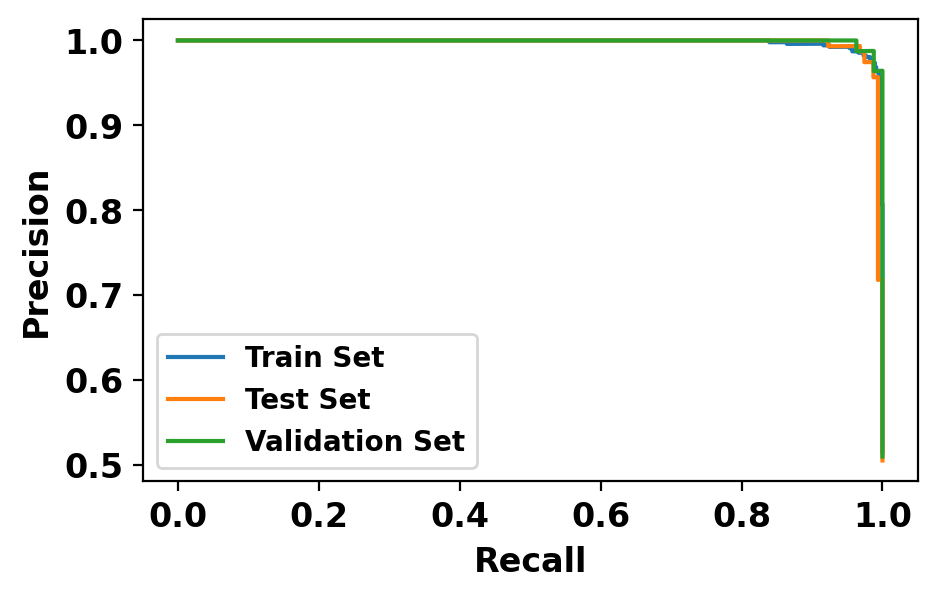 1.0
0.9
0.8
0.7
0.6
0.5
Precision
Train Set
Test Set
Validation Set
0.0 0.2 0.4 0.6 0.8 1.0
Recall